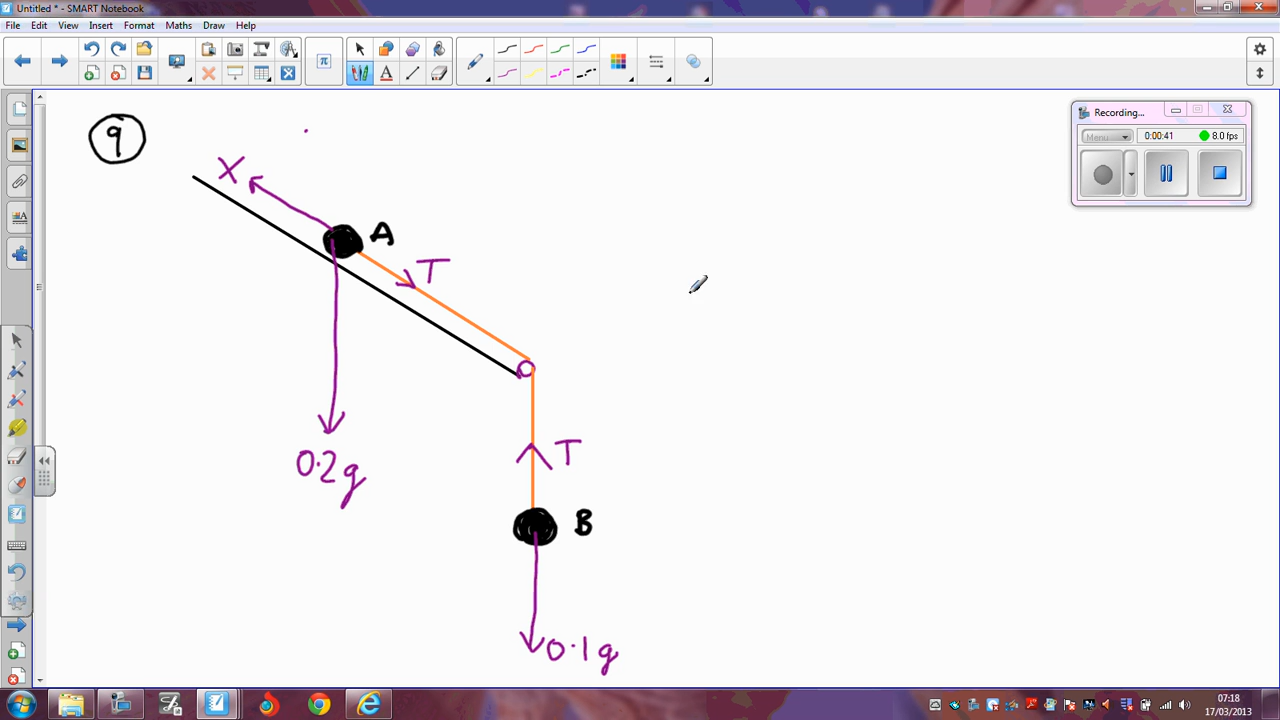 Untitled * - SMART Notebook
File Edit View Insert Format Maths Draw Help
Recording...
Menu 0:00:41 8.0 fps
9
X
A
T
0.2g
T
B
0.1g
07:18
17/03/2013